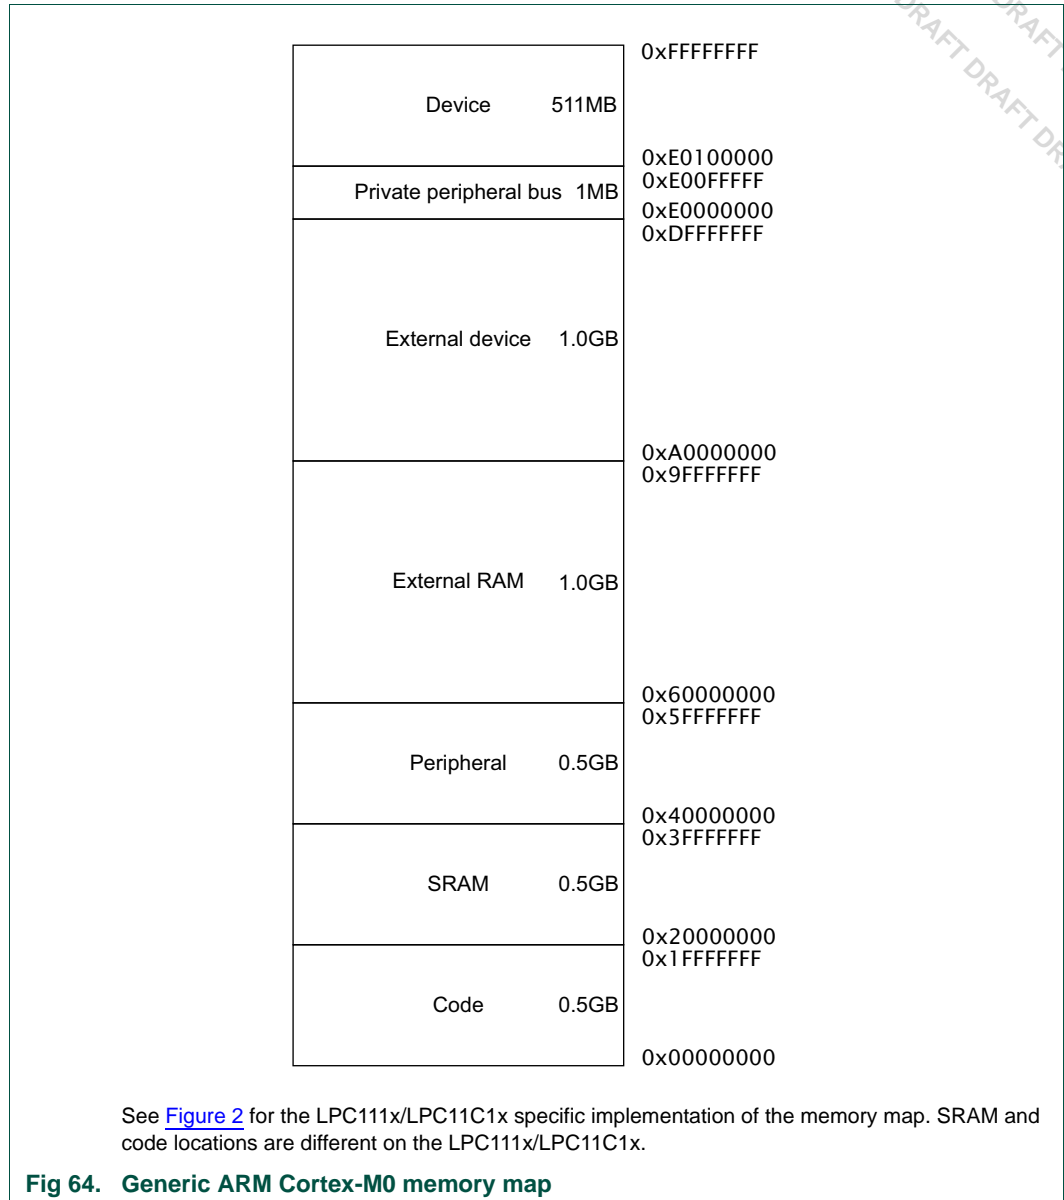 DRAFT DRAFT DRA
DRAFT
0xFFFFFFFF
Device 511MB
0xE0100000
0xE00FFFFF
Private peripheral bus 1MB
0xE0000000
0xDFFFFFFF
External device 1.0GB
0xA0000000
0x9FFFFFFF
External RAM 1.0GB
0x60000000
0x5FFFFFFF
Peripheral 0.5GB
0x40000000
0x3FFFFFFF
SRAM 0.5GB
0x20000000
0x1FFFFFFF
Code 0.5GB
0x00000000
See Figure 2 for the LPC111x/LPC11C1x specific implementation of the memory map. SRAM and
code locations are different on the LPC111x/LPC11C1x.
Fig 64. Generic ARM Cortex-M0 memory map